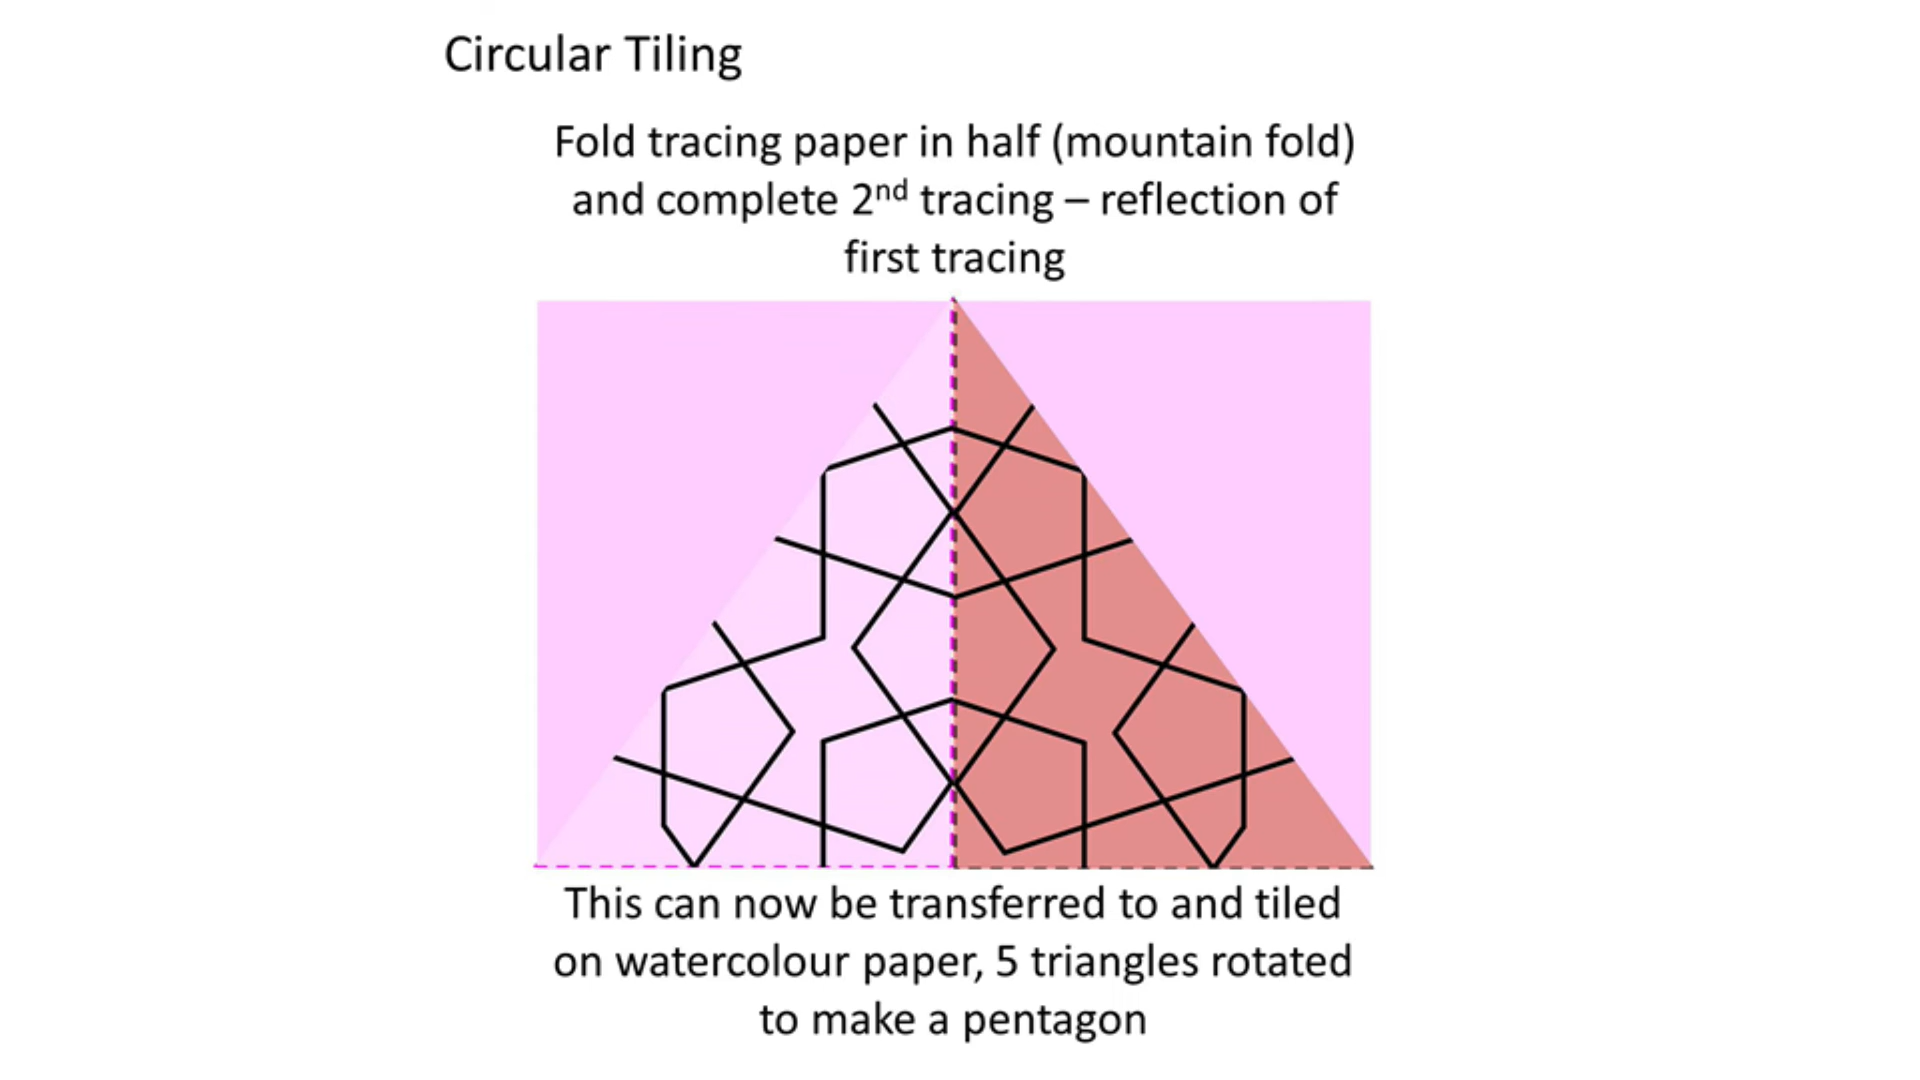 Circular Tiling
Fold tracing paper in half (mountain fold)
and complete 2nd tracing – reflection of
first tracing
This can now be transferred to and tiled
on watercolour paper, 5 triangles rotated
to make a pentagon